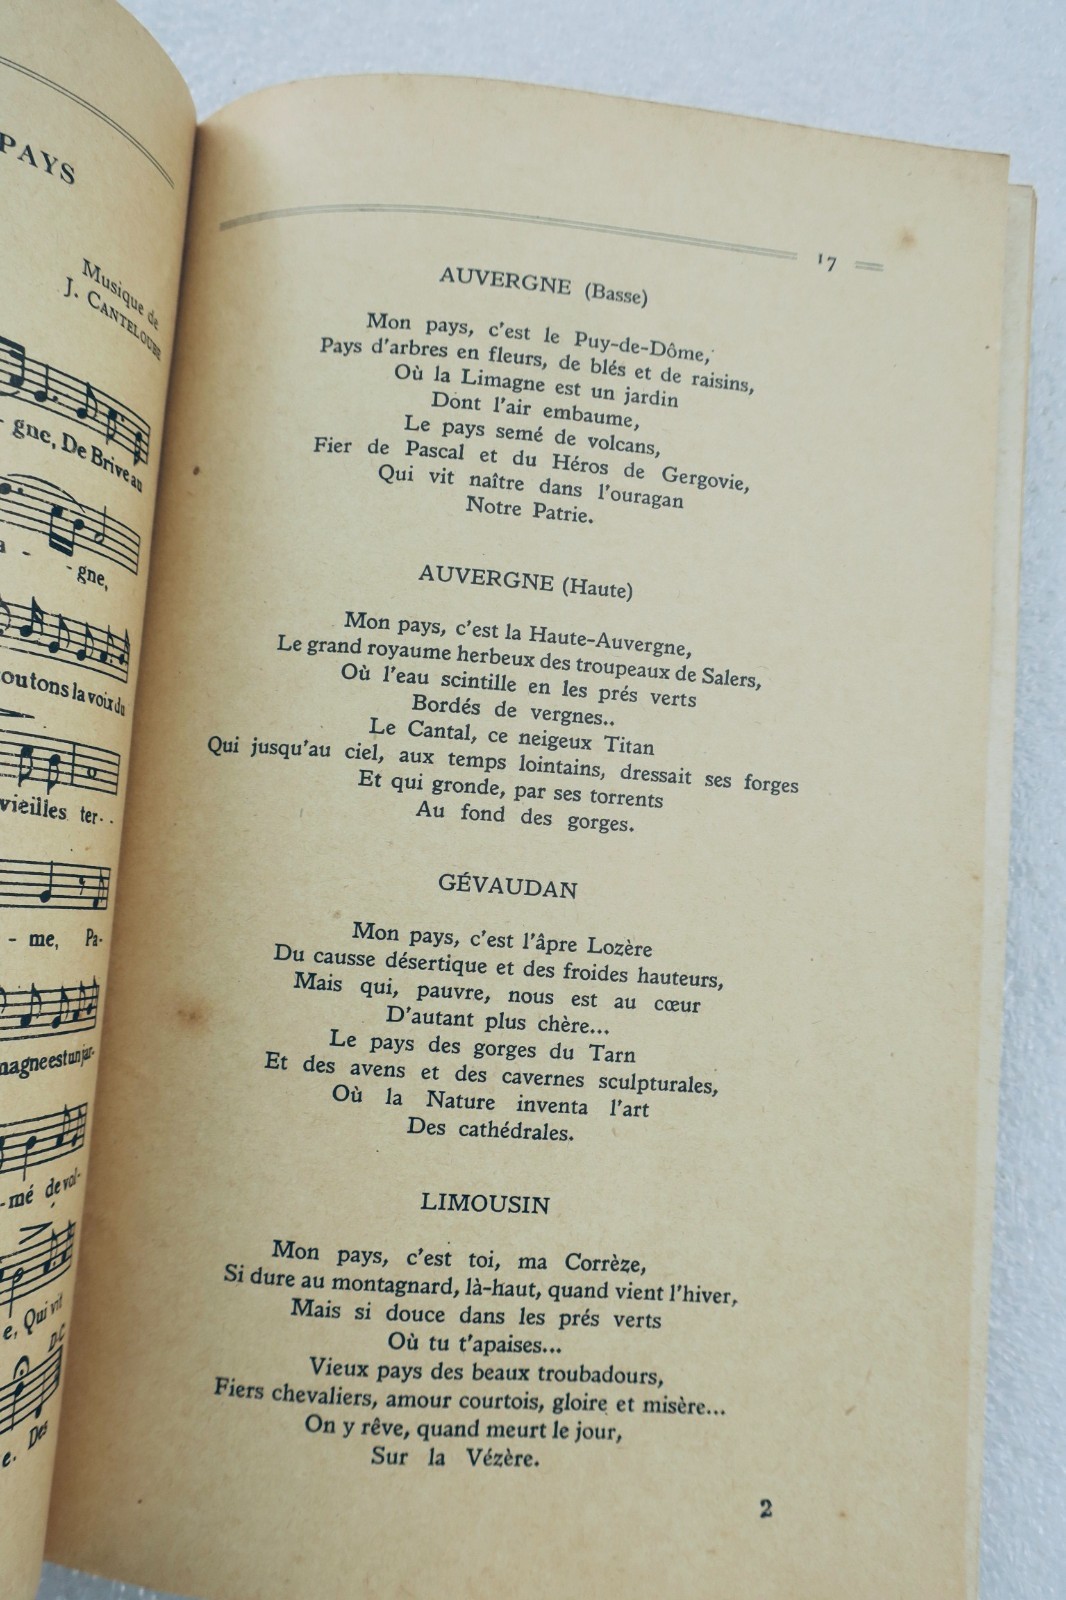 PAYS
Musique de
J. CANTELOUBE
- gne, De Brive au
- gne,
outons la voix du
vieilles ter-
- me, Pa-
magne est un jar-
-mé de vol-
e, Qui vit
D.C.
e. Des
17
AUVERGNE (Basse)
Mon pays, c'est le Puy-de-Dôme,
Pays d'arbres en fleurs, de blés et de raisins,
Où la Limagne est un jardin
Dont l'air embaume,
Le pays semé de volcans,
Fier de Pascal et du Héros de Gergovie,
Qui vit naître dans l'ouragan
Notre Patrie.
AUVERGNE (Haute)
Mon pays, c'est la Haute-Auvergne,
Le grand royaume herbeux des troupeaux de Salers,
Où l'eau scintille en les prés verts
Bordés de vergnes..
Le Cantal, ce neigeux Titan
Qui jusqu'au ciel, aux temps lointains, dressait ses forges
Et qui gronde, par ses torrents
Au fond des gorges.
GÉVAUDAN
Mon pays, c'est l'âpre Lozère
Du causse désertique et des froides hauteurs,
Mais qui, pauvre, nous est au cœur
D'autant plus chère...
Le pays des gorges du Tarn
Et des avens et des cavernes sculpturales,
Où la Nature inventa l'art
Des cathédrales.
LIMOUSIN
Mon pays, c'est toi, ma Corrèze,
Si dure au montagnard, là-haut, quand vient l'hiver,
Mais si douce dans les prés verts
Où tu t'apaises...
Vieux pays des beaux troubadours,
Fiers chevaliers, amour courtois, gloire et misère...
On y rêve, quand meurt le jour,
Sur la Vézère.
2